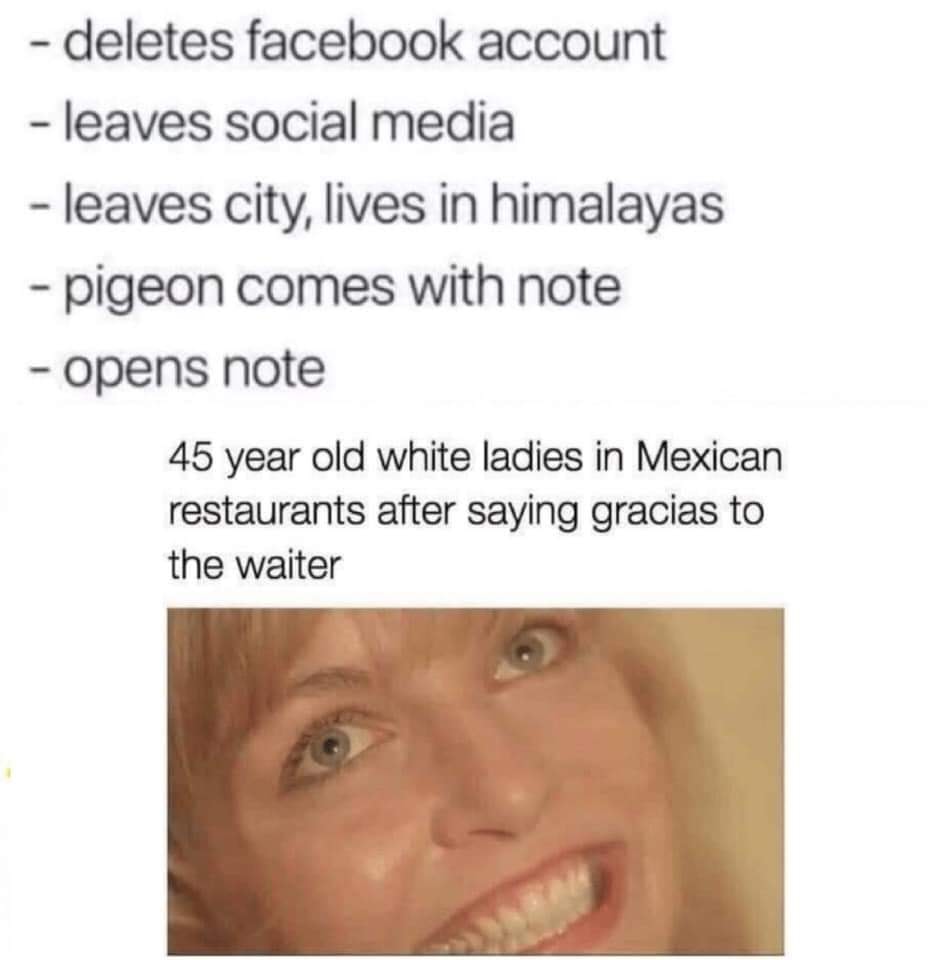 - deletes facebook account
- leaves social media
- leaves city, lives in himalayas
- pigeon comes with note
- opens note
45 year old white ladies in Mexican
restaurants after saying gracias to
the waiter